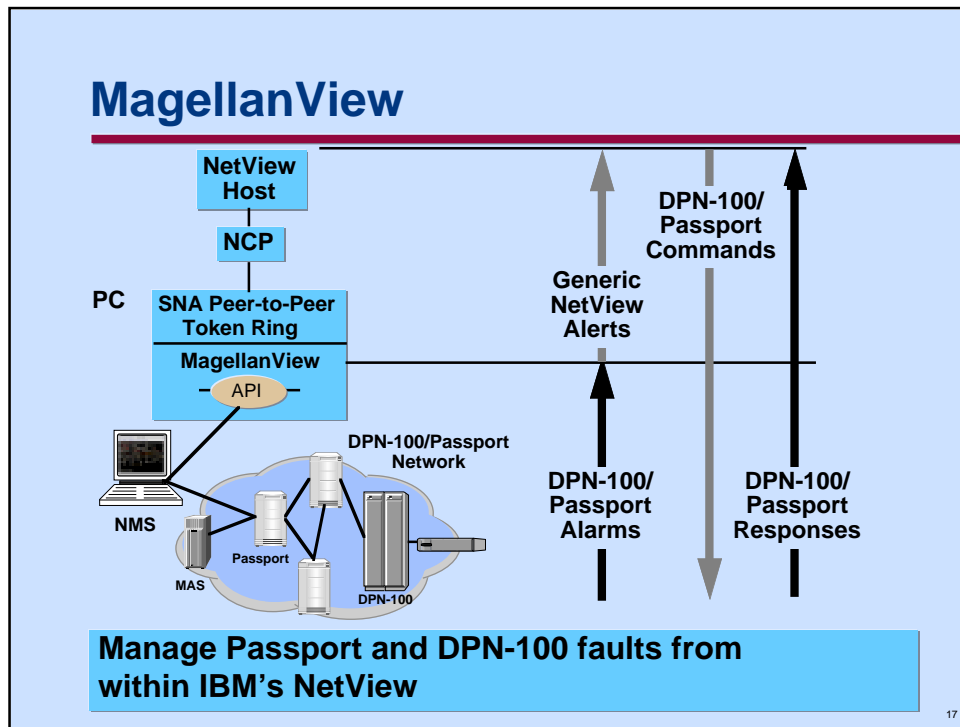 MagellanView
NetView
Host
NCP
PC
SNA Peer-to-Peer
Token Ring
MagellanView
API
NMS
MAS
Passport
DPN-100/Passport
Network
DPN-100
Generic
NetView
Alerts
DPN-100/
Passport
Commands
DPN-100/
Passport
Alarms
DPN-100/
Passport
Responses
Manage Passport and DPN-100 faults from
within IBM's NetView
17